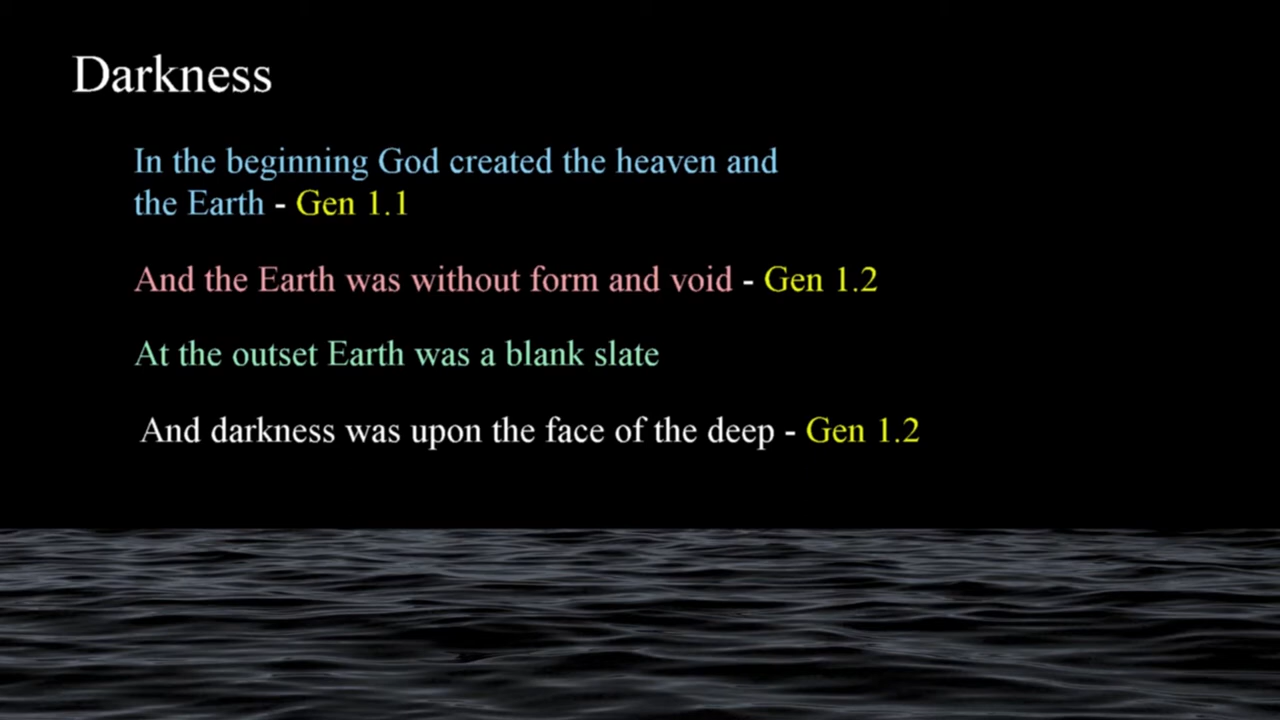 Darkness
In the beginning God created the heaven and
the Earth - Gen 1.1
And the Earth was without form and void - Gen 1.2
At the outset Earth was a blank slate
And darkness was upon the face of the deep - Gen 1.2